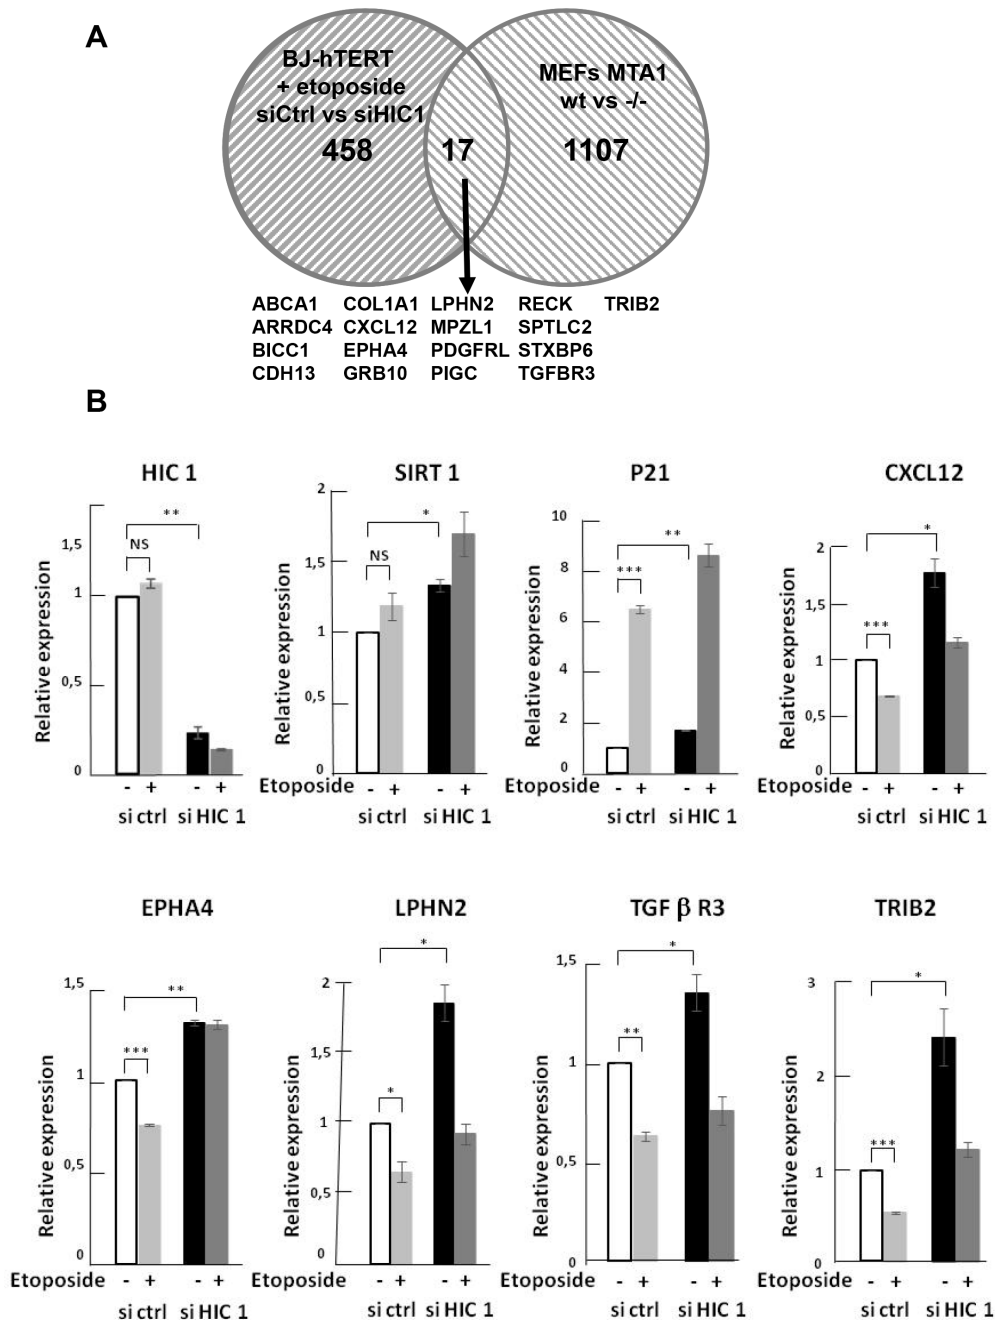 A
BJ-hTERT
+ etoposide
siCtrl vs siHIC1
458
17
MEFs MTA1
wt vs -/-
1107
ABCA1 COL1A1 LPHN2 RECK TRIB2
ARRDC4 CXCL12 MPZL1 SPTLC2
BICC1 EPHA4 PDGFRL STXBP6
CDH13 GRB10 PIGC TGFBR3
B
HIC 1
Relative expression
1,5
1
0,5
0
**
NS
- + - +
si ctrl si HIC 1
SIRT 1
Relative expression
2
1,5
1
0,5
0
*
NS
Etoposide - + - +
si ctrl si HIC 1
P21
Relative expression
10
8
6
4
2
0
**
***
Etoposide - + - +
si ctrl si HIC 1
CXCL12
Relative expression
2
1,5
1
0,5
0
*
***
Etoposide - + - +
si ctrl si HIC 1
EPHA4
Relative expression
1,5
1
0,5
0
**
***
Etoposide - + - +
si ctrl si HIC 1
LPHN2
Relative expression
2
1,5
1
0,5
0
*
*
Etoposide - + - +
si ctrl si HIC 1
TGF β R3
Relative expression
1,5
1
0,5
0
*
**
Etoposide - + - +
si ctrl si HIC 1
TRIB2
Relative expression
3
2
1
0
*
***
Etoposide - + - +
si ctrl si HIC 1